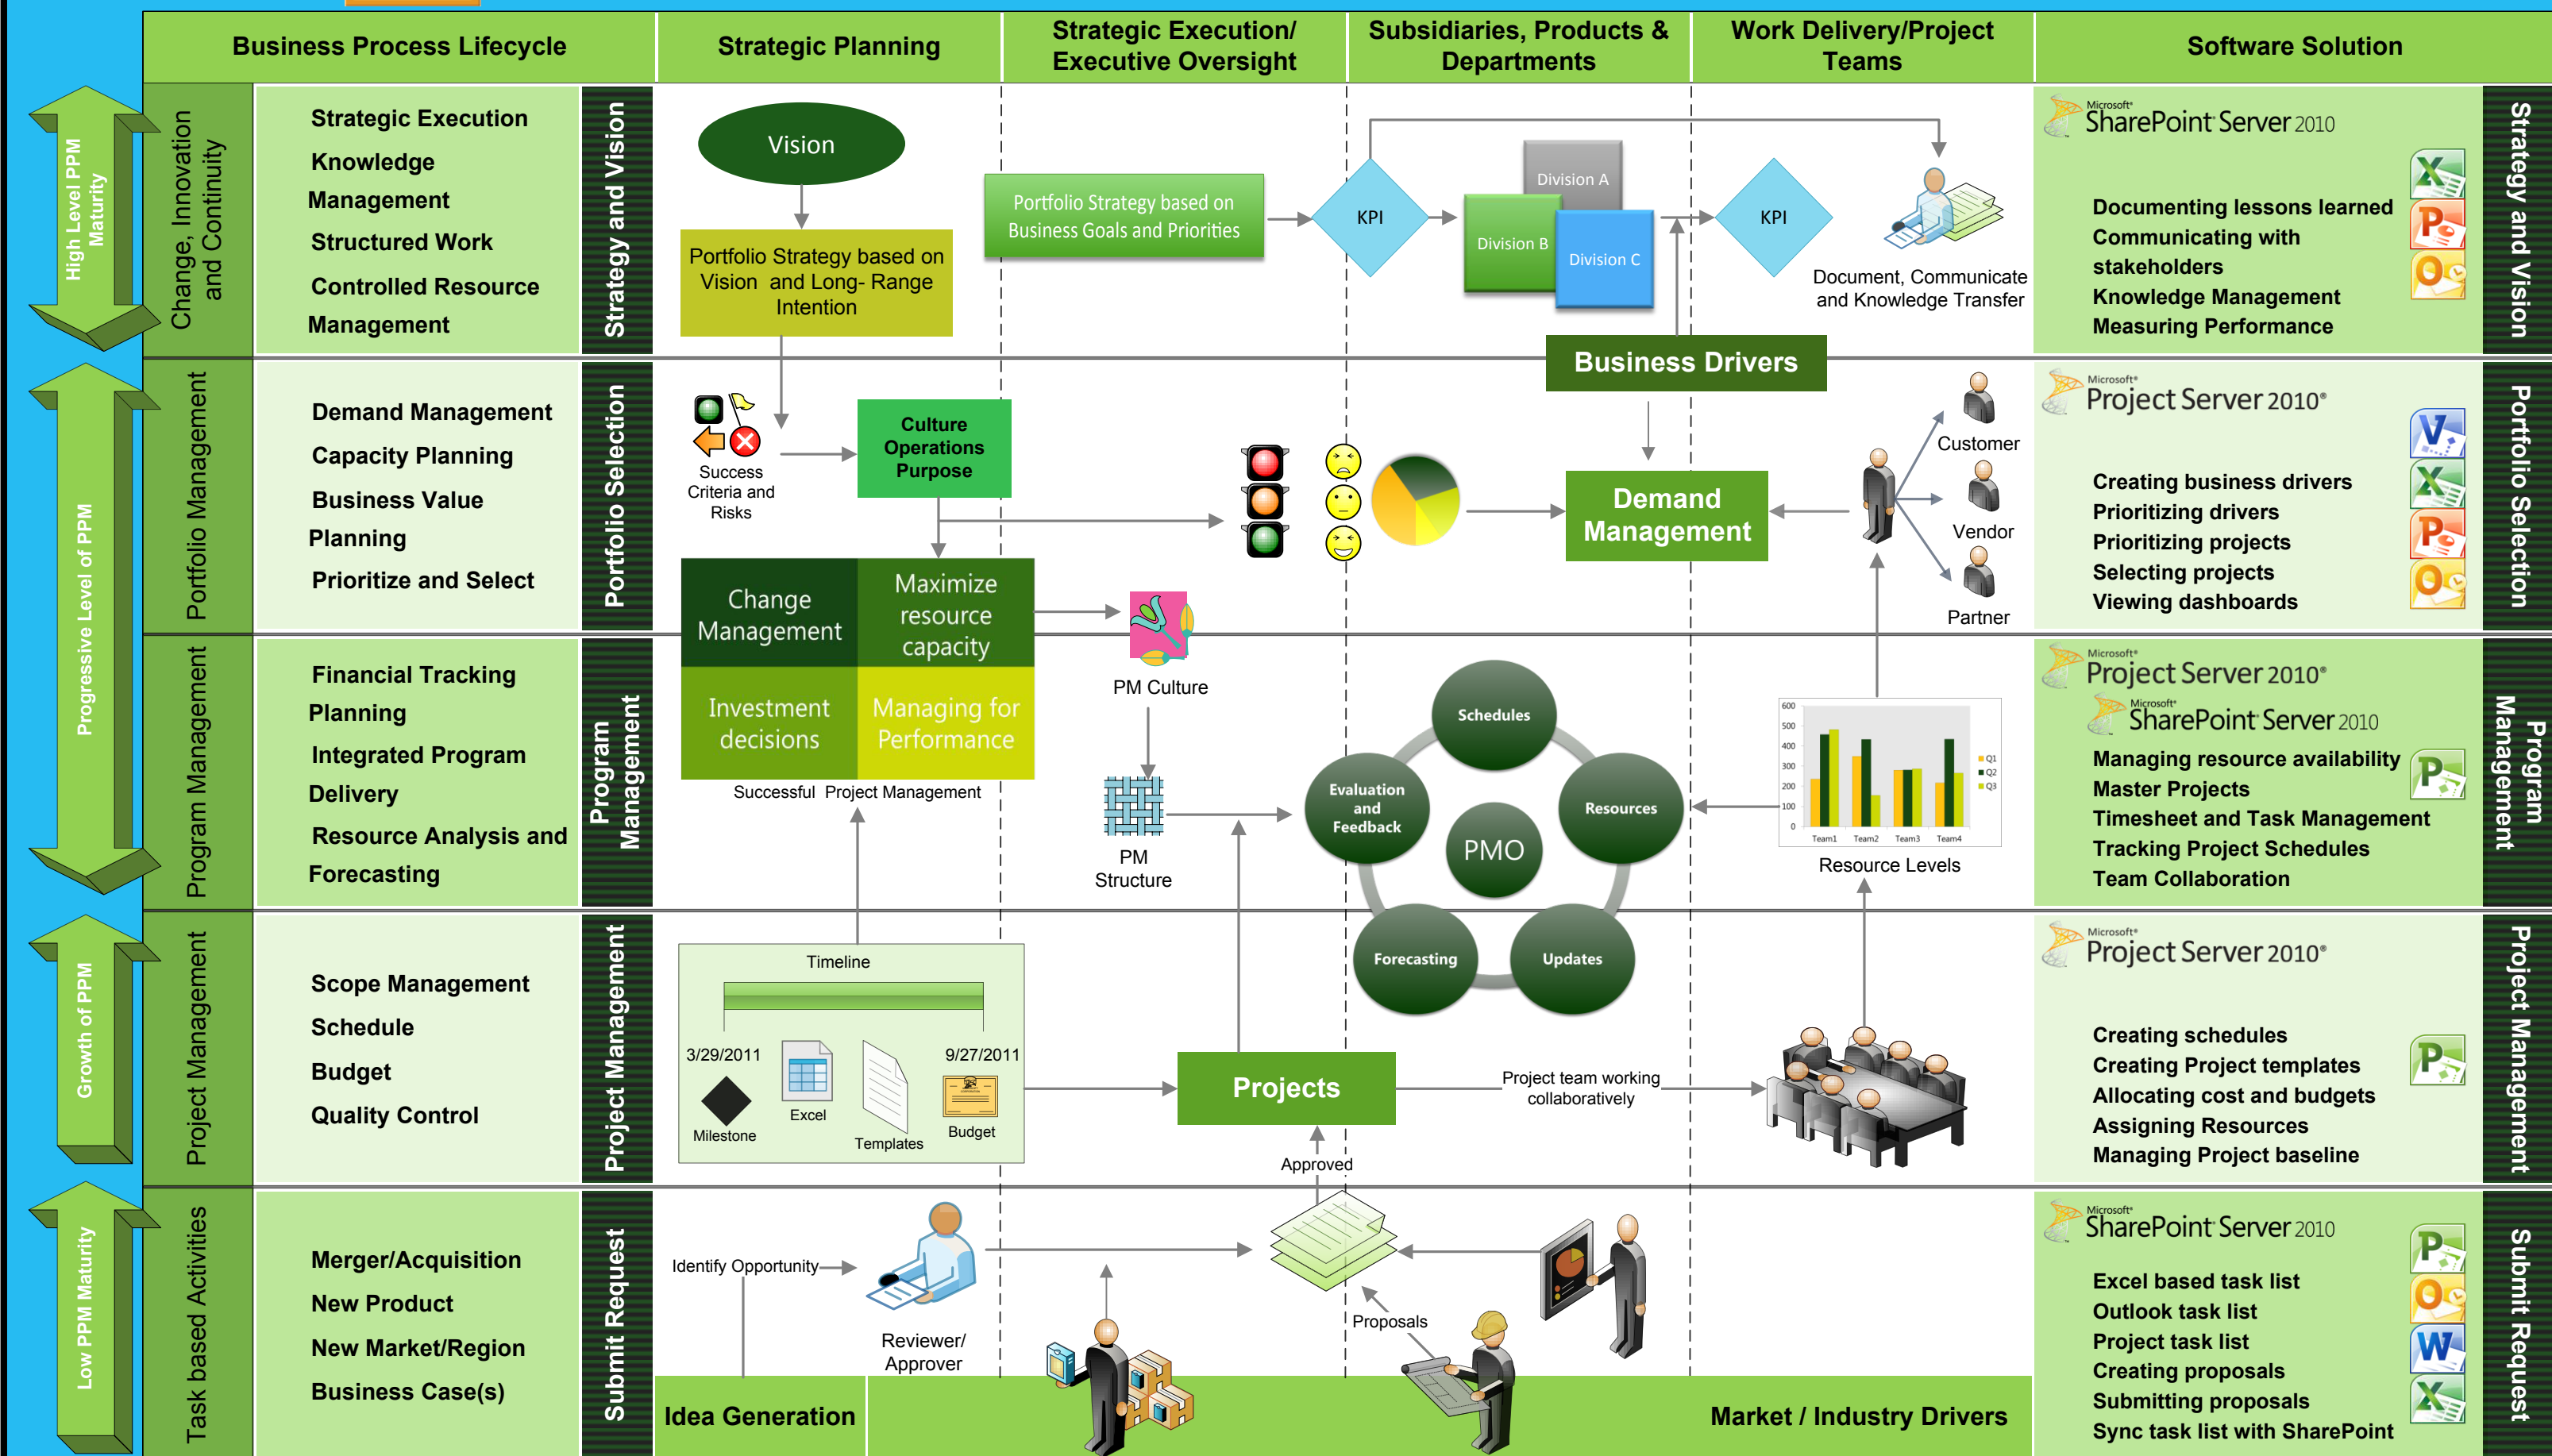 Business Process Lifecycle
Strategic Planning
Strategic Execution/
Executive Oversight
Subsidiaries, Products &
Departments
Work Delivery/Project
Teams
Software Solution
High Level PPM
Maturity
Change, Innovation
and Continuity
Strategic Execution
Knowledge
Management
Structured Work
Controlled Resource
Management
Strategy and Vision
Vision
Portfolio Strategy based on
Vision and Long- Range
Intention
Portfolio Strategy based on
Business Goals and Priorities
KPI
Division A
Division B
Division C
KPI
Document, Communicate
and Knowledge Transfer
Microsoft®
SharePoint Server 2010
Documenting lessons learned
Communicating with
stakeholders
Knowledge Management
Measuring Performance
Strategy and Vision
Business Drivers
Progressive Level of PPM
Portfolio Management
Demand Management
Capacity Planning
Business Value
Planning
Prioritize and Select
Portfolio Selection
Success
Criteria and
Risks
Culture
Operations
Purpose
Demand
Management
Customer
Vendor
Partner
Microsoft®
Project Server 2010®
Creating business drivers
Prioritizing drivers
Prioritizing projects
Selecting projects
Viewing dashboards
Portfolio Selection
Change
Management
Maximize
resource
capacity
Investment
decisions
Managing for
Performance
Successful Project Management
Program Management
Financial Tracking
Planning
Integrated Program
Delivery
Resource Analysis and
Forecasting
Program
Management
PM Culture
PM
Structure
Schedules
Evaluation
and
Feedback
Resources
PMO
Forecasting
Updates
600
500
400
300
200
100
0
Team1
Team2
Team3
Team4
Q1
Q2
Q3
Resource Levels
Microsoft®
Project Server 2010®
Microsoft®
SharePoint Server 2010
Managing resource availability
Master Projects
Timesheet and Task Management
Tracking Project Schedules
Team Collaboration
Program
Management
Growth of PPM
Project Management
Scope Management
Schedule
Budget
Quality Control
Project Management
Timeline
3/29/2011
9/27/2011
Milestone
Excel
Templates
Budget
Projects
Project team working
collaboratively
Approved
Microsoft®
Project Server 2010®
Creating schedules
Creating Project templates
Allocating cost and budgets
Assigning Resources
Managing Project baseline
Project Management
Low PPM Maturity
Task based Activities
Merger/Acquisition
New Product
New Market/Region
Business Case(s)
Submit Request
Identify Opportunity
Reviewer/
Approver
Proposals
Idea Generation
Market / Industry Drivers
Microsoft®
SharePoint Server 2010
Excel based task list
Outlook task list
Project task list
Creating proposals
Submitting proposals
Sync task list with SharePoint
Submit Request